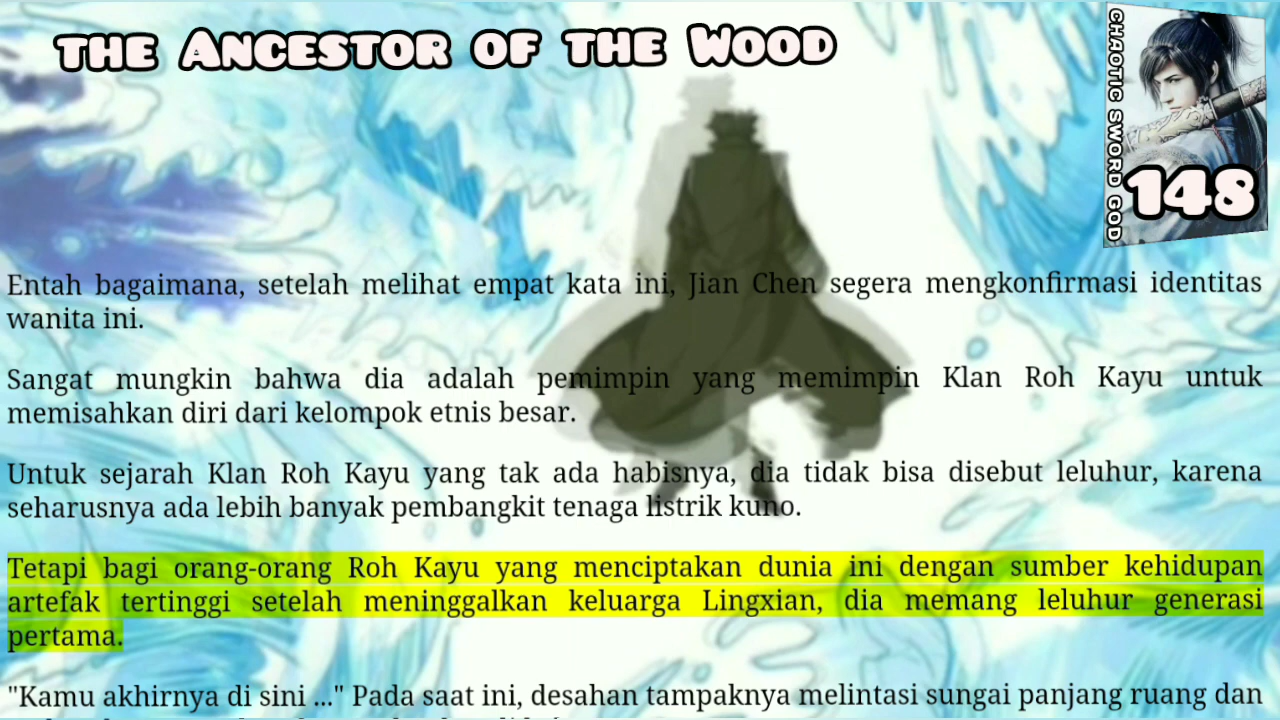 THE ANCESTOR OF THE WOOD
CHAOTIC SWORD GOD
148
Entah bagaimana, setelah melihat empat kata ini, Jian Chen segera mengkonfirmasi identitas
wanita ini.
Sangat mungkin bahwa dia adalah pemimpin yang memimpin Klan Roh Kayu untuk
memisahkan diri dari kelompok etnis besar.
Untuk sejarah Klan Roh Kayu yang tak ada habisnya, dia tidak bisa disebut leluhur, karena
seharusnya ada lebih banyak pembangkit tenaga listrik kuno.
Tetapi bagi orang-orang Roh Kayu yang menciptakan dunia ini dengan sumber kehidupan
artefak tertinggi setelah meninggalkan keluarga Lingxian, dia memang leluhur generasi
pertama.
"Kamu akhirnya di sini ..." Pada saat ini, desahan tampaknya melintasi sungai panjang ruang dan